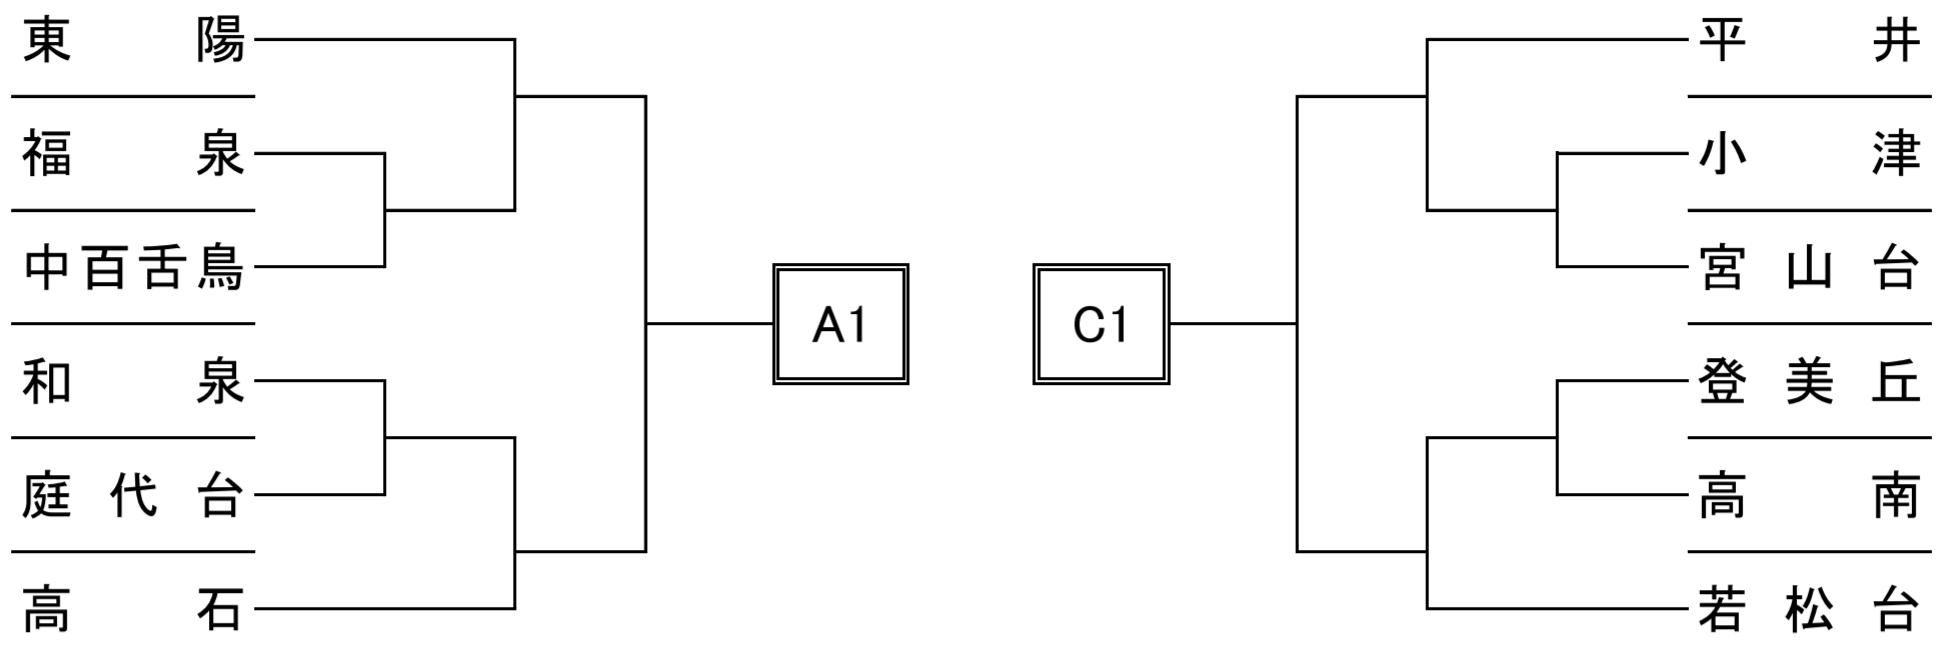 東陽
福泉
中百舌鳥
和泉
庭代台
高石
A1
C1
平井
小津
宮山台
登美丘
高南
若松台